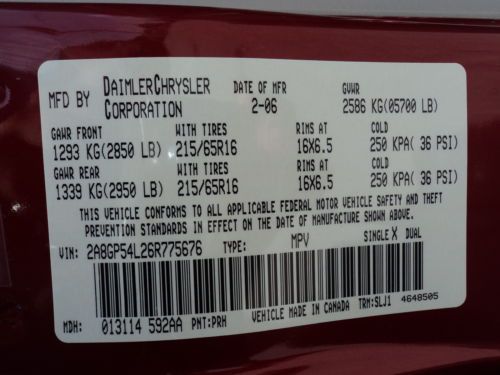 MFD BY DAIMLERCHRYSLER CORPORATION DATE OF MFR 2-06 GVWR 2586 KG(05700 LB)
GAWR FRONT WITH TIRES RIMS AT COLD
1293 KG(2850 LB) 215/65R16 16X6.5 250 KPA( 36 PSI)
GAWR REAR WITH TIRES RIMS AT COLD
1339 KG(2950 LB) 215/65R16 16X6.5 250 KPA( 36 PSI)
THIS VEHICLE CONFORMS TO ALL APPLICABLE FEDERAL MOTOR VEHICLE SAFETY AND THEFT
PREVENTION STANDARDS IN EFFECT ON THE DATE OF MANUFACTURE SHOWN ABOVE.
VIN: 2A8GP54L26R775676 TYPE: MPV SINGLE X DUAL
MDH: 013114 592AA PNT:PRH VEHICLE MADE IN CANADA TRM:SLJ1 4648505